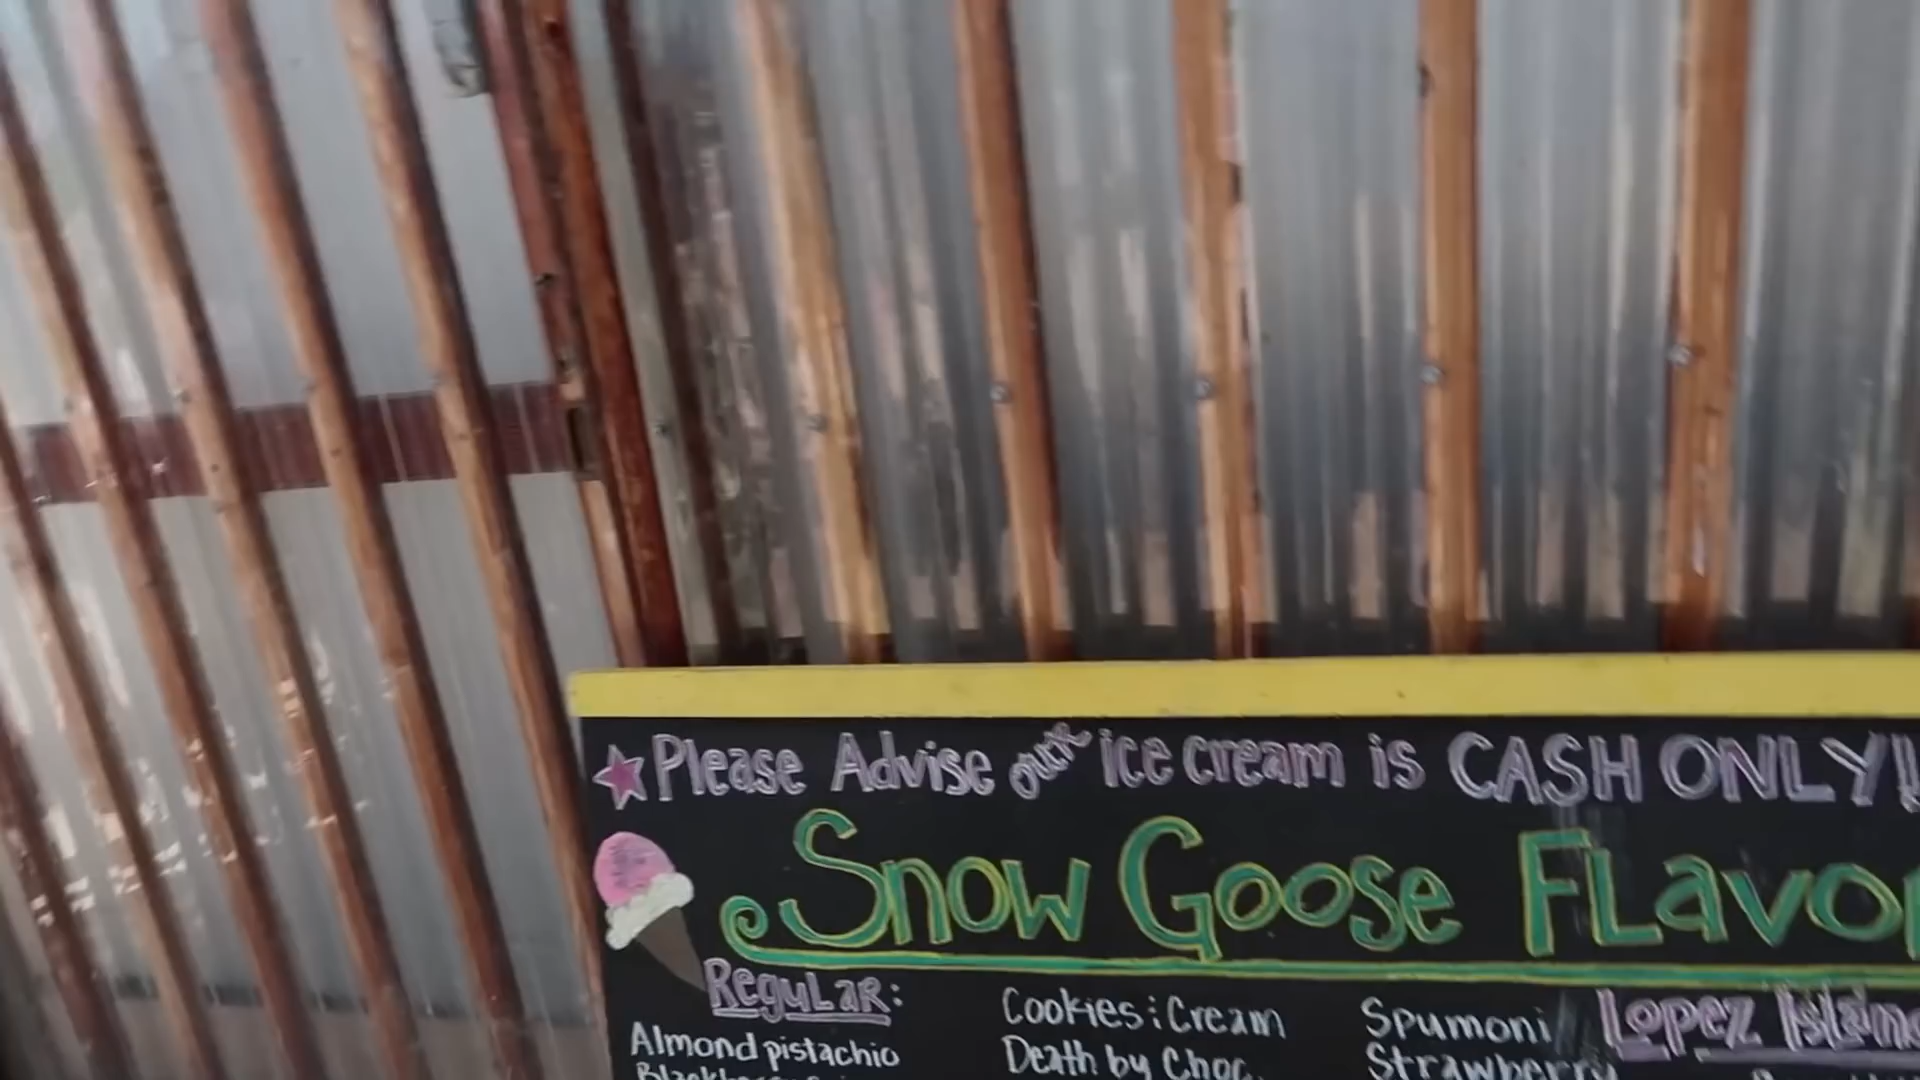 Please Advise our ice cream is CASH ONLY!
Snow Goose Flavor
Regular:
Almond pistachio
Cookies & Cream
Death by Choc.
Spumoni
Strawberry
Lopez Island